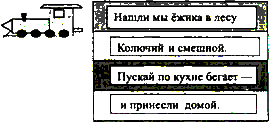 Нашли мы ёжика в лесу
Колючий и смешной.
Пускай по кухне бегает —
и принесли домой.